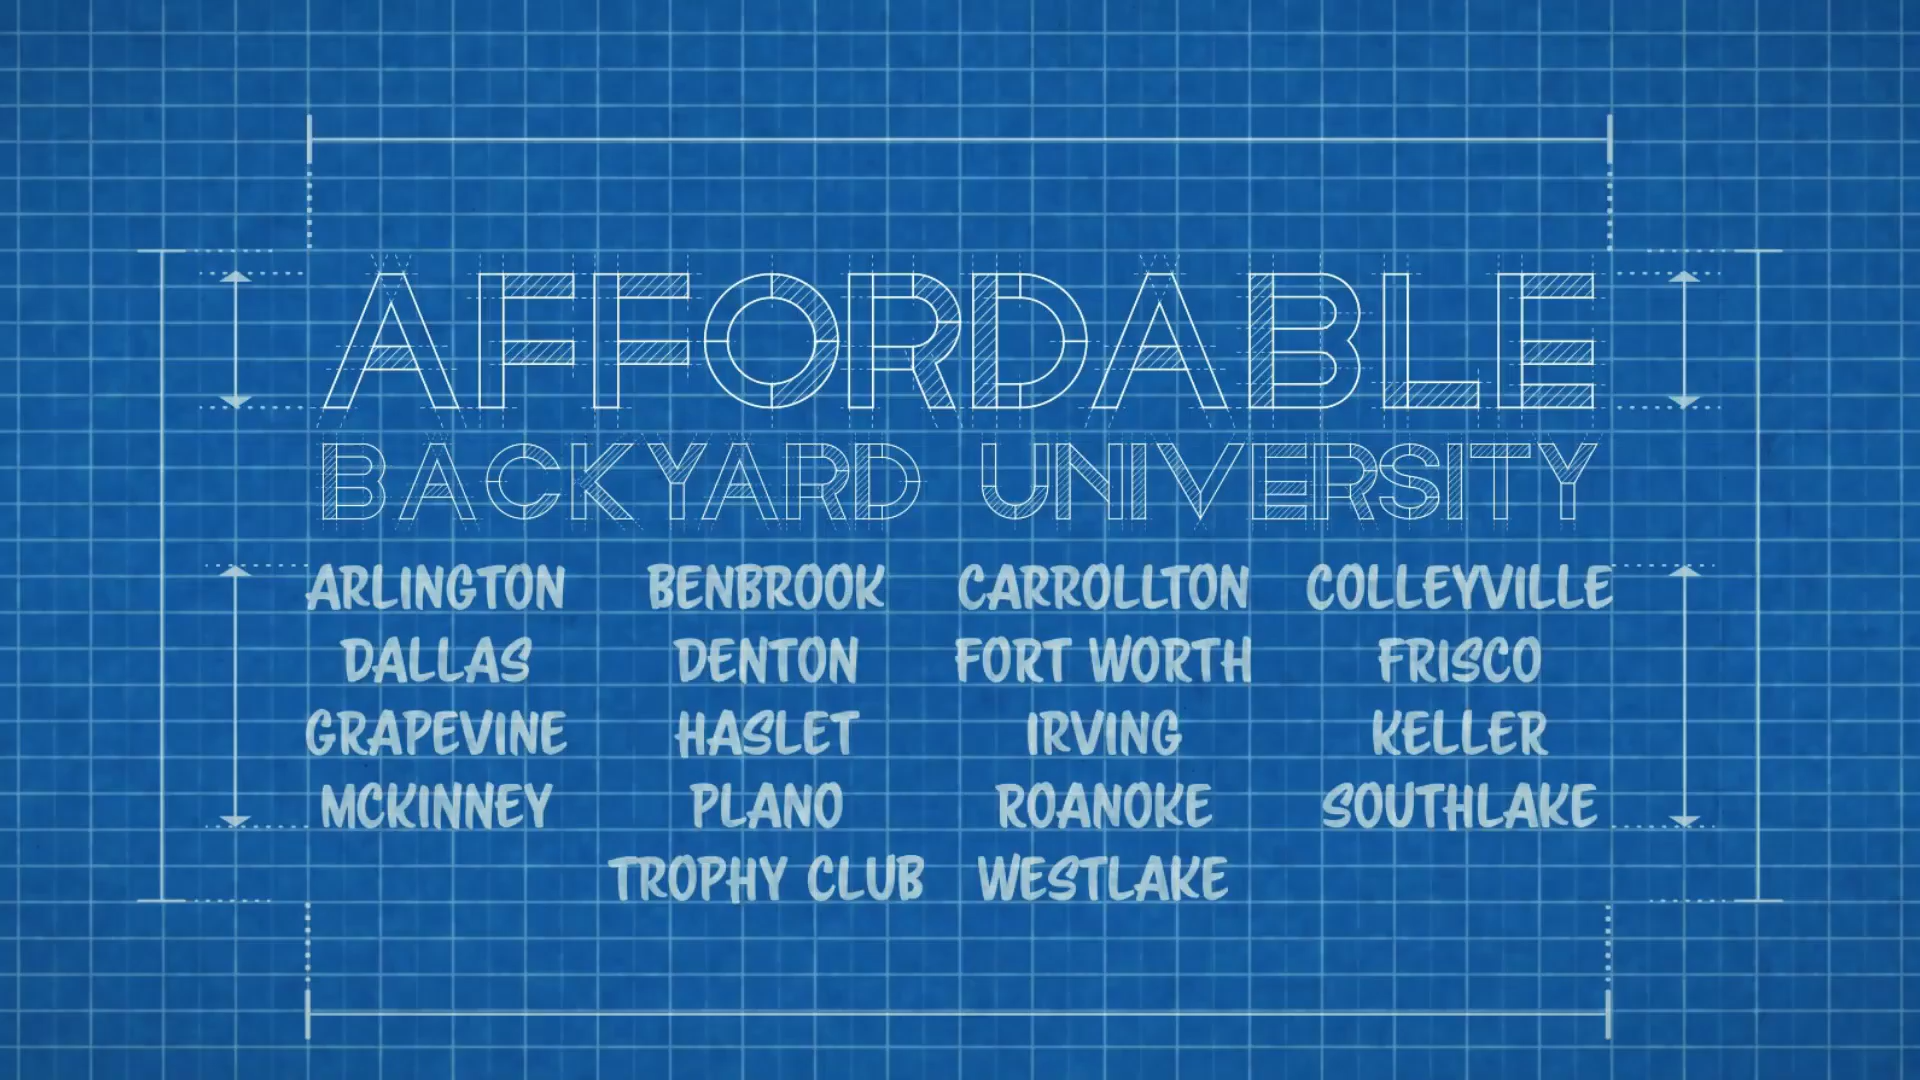 AFFORDABLE
BACKYARD UNIVERSITY
ARLINGTON BENBROOK CARROLLTON COLLEYVILLE
DALLAS DENTON FORT WORTH FRISCO
GRAPEVINE HASLET IRVING KELLER
MCKINNEY PLANO ROANOKE SOUTHLAKE
TROPHY CLUB WESTLAKE